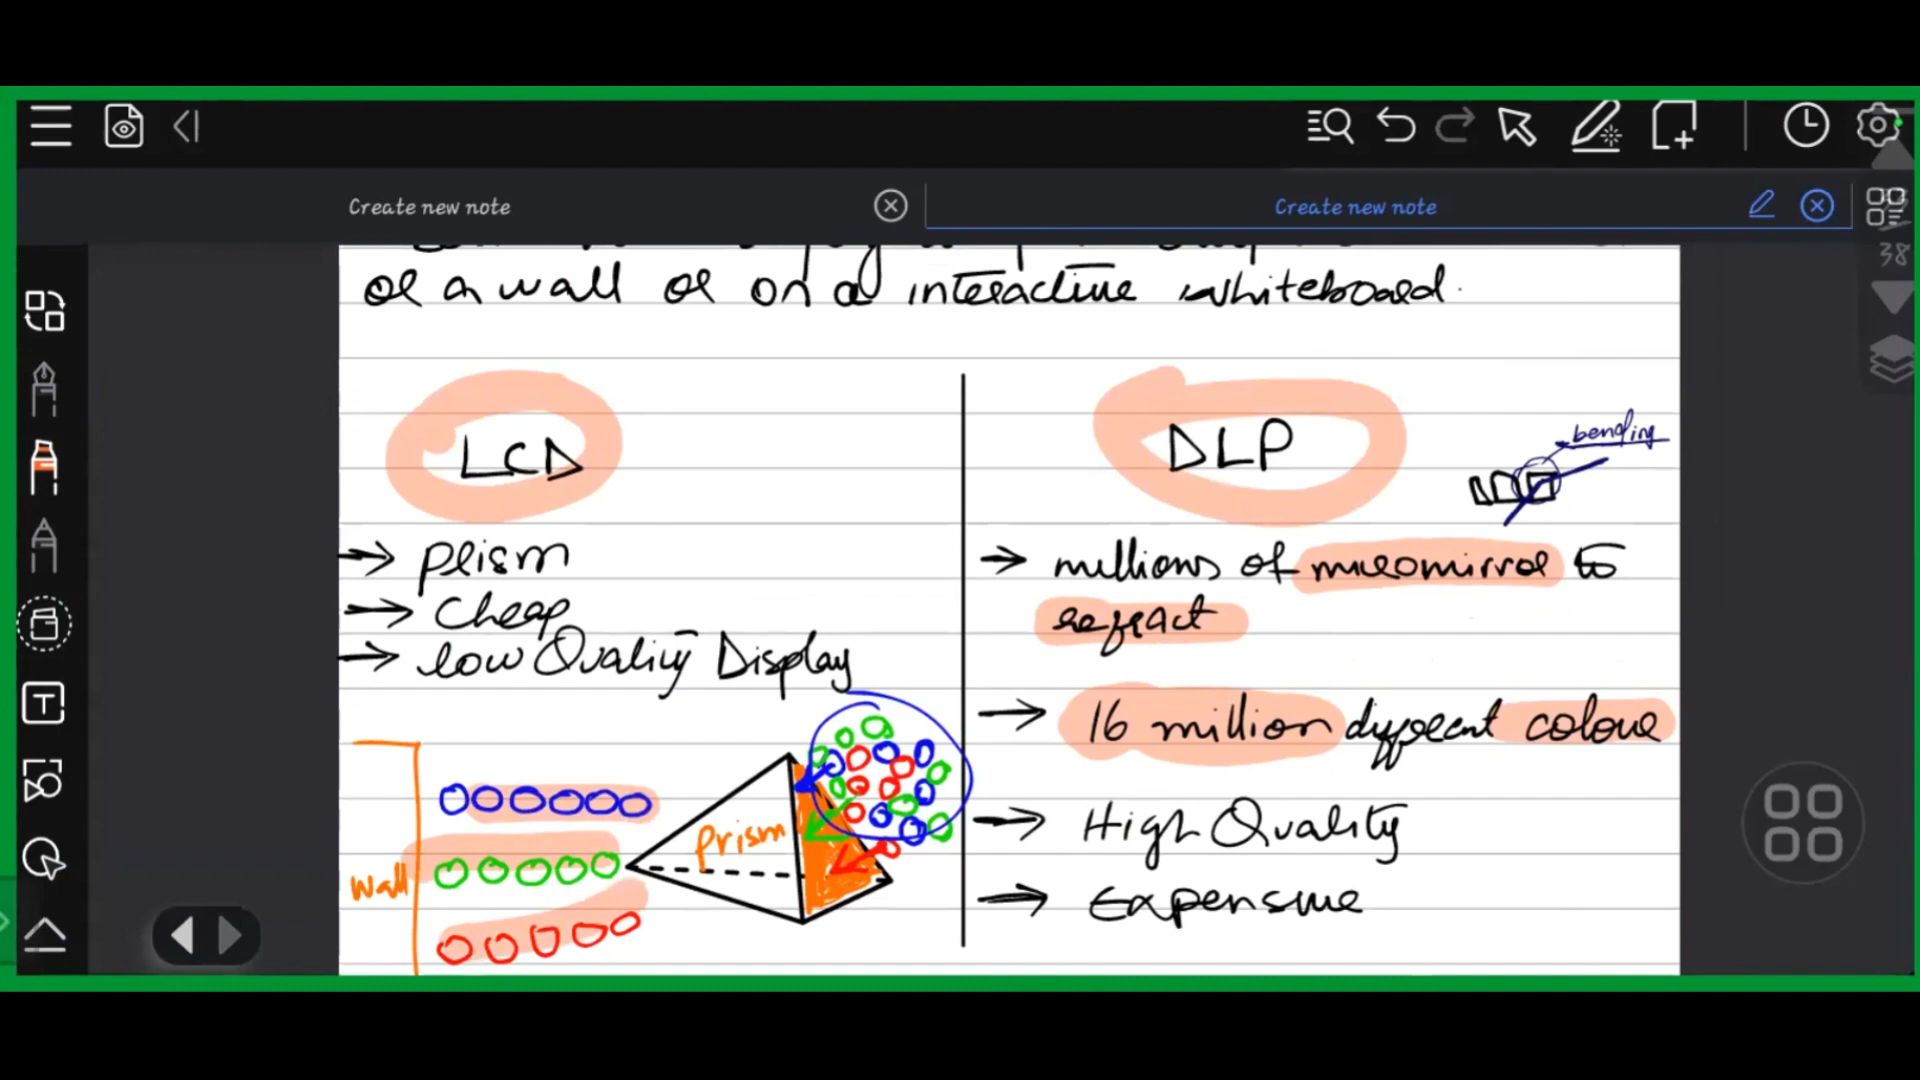 Create new note
Create new note
38
or a wall or on a interactive whiteboard.
LCD
DLP
bending
→ prism
→ millions of micromirror to
refract
→ cheap
→ low Quality Display
→ 16 million different colour
prism
→ High Quality
wall
→ Expensive
T